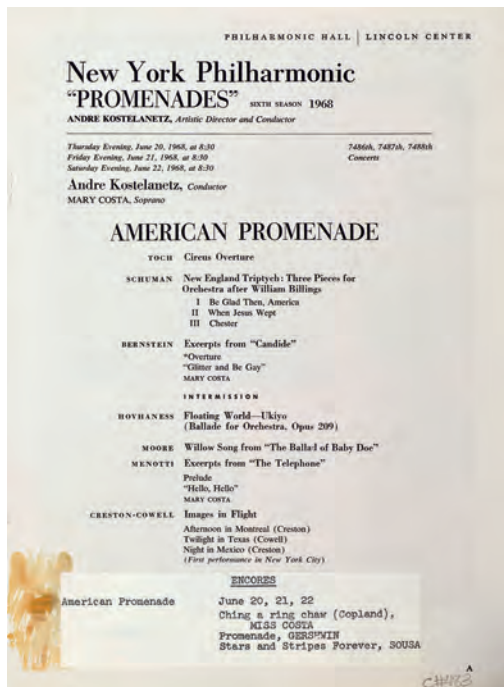 PHILHARMONIC HALL | LINCOLN CENTER
New York Philharmonic
“PROMENADES” SIXTH SEASON 1968
ANDRE KOSTELANETZ, Artistic Director and Conductor
Thursday Evening, June 20, 1968, at 8:30 7486th, 7487th, 7488th
Friday Evening, June 21, 1968, at 8:30 Concerts
Saturday Evening, June 22, 1968, at 8:30
Andre Kostelanetz, Conductor
MARY COSTA, Soprano
AMERICAN PROMENADE
TOCH Circus Overture
SCHUMAN New England Triptych: Three Pieces for
Orchestra after William Billings
I Be Glad Then, America
II When Jesus Wept
III Chester
BERNSTEIN Excerpts from “Candide”
*Overture
“Glitter and Be Gay”
MARY COSTA
INTERMISSION
HOVHANESS Floating World—Ukiyo
(Ballade for Orchestra, Opus 209)
MOORE Willow Song from “The Ballad of Baby Doe”
MENOTTI Excerpts from “The Telephone”
Prelude
“Hello, Hello”
MARY COSTA
CRESTON-COWELL Images in Flight
Afternoon in Montreal (Creston)
Twilight in Texas (Cowell)
Night in Mexico (Creston)
(First performance in New York City)
ENCORES
American Promenade June 20, 21, 22
Ching a ring chaw (Copland),
MISS COSTA
Promenade, GERSHWIN
Stars and Stripes Forever, SOUSA
A